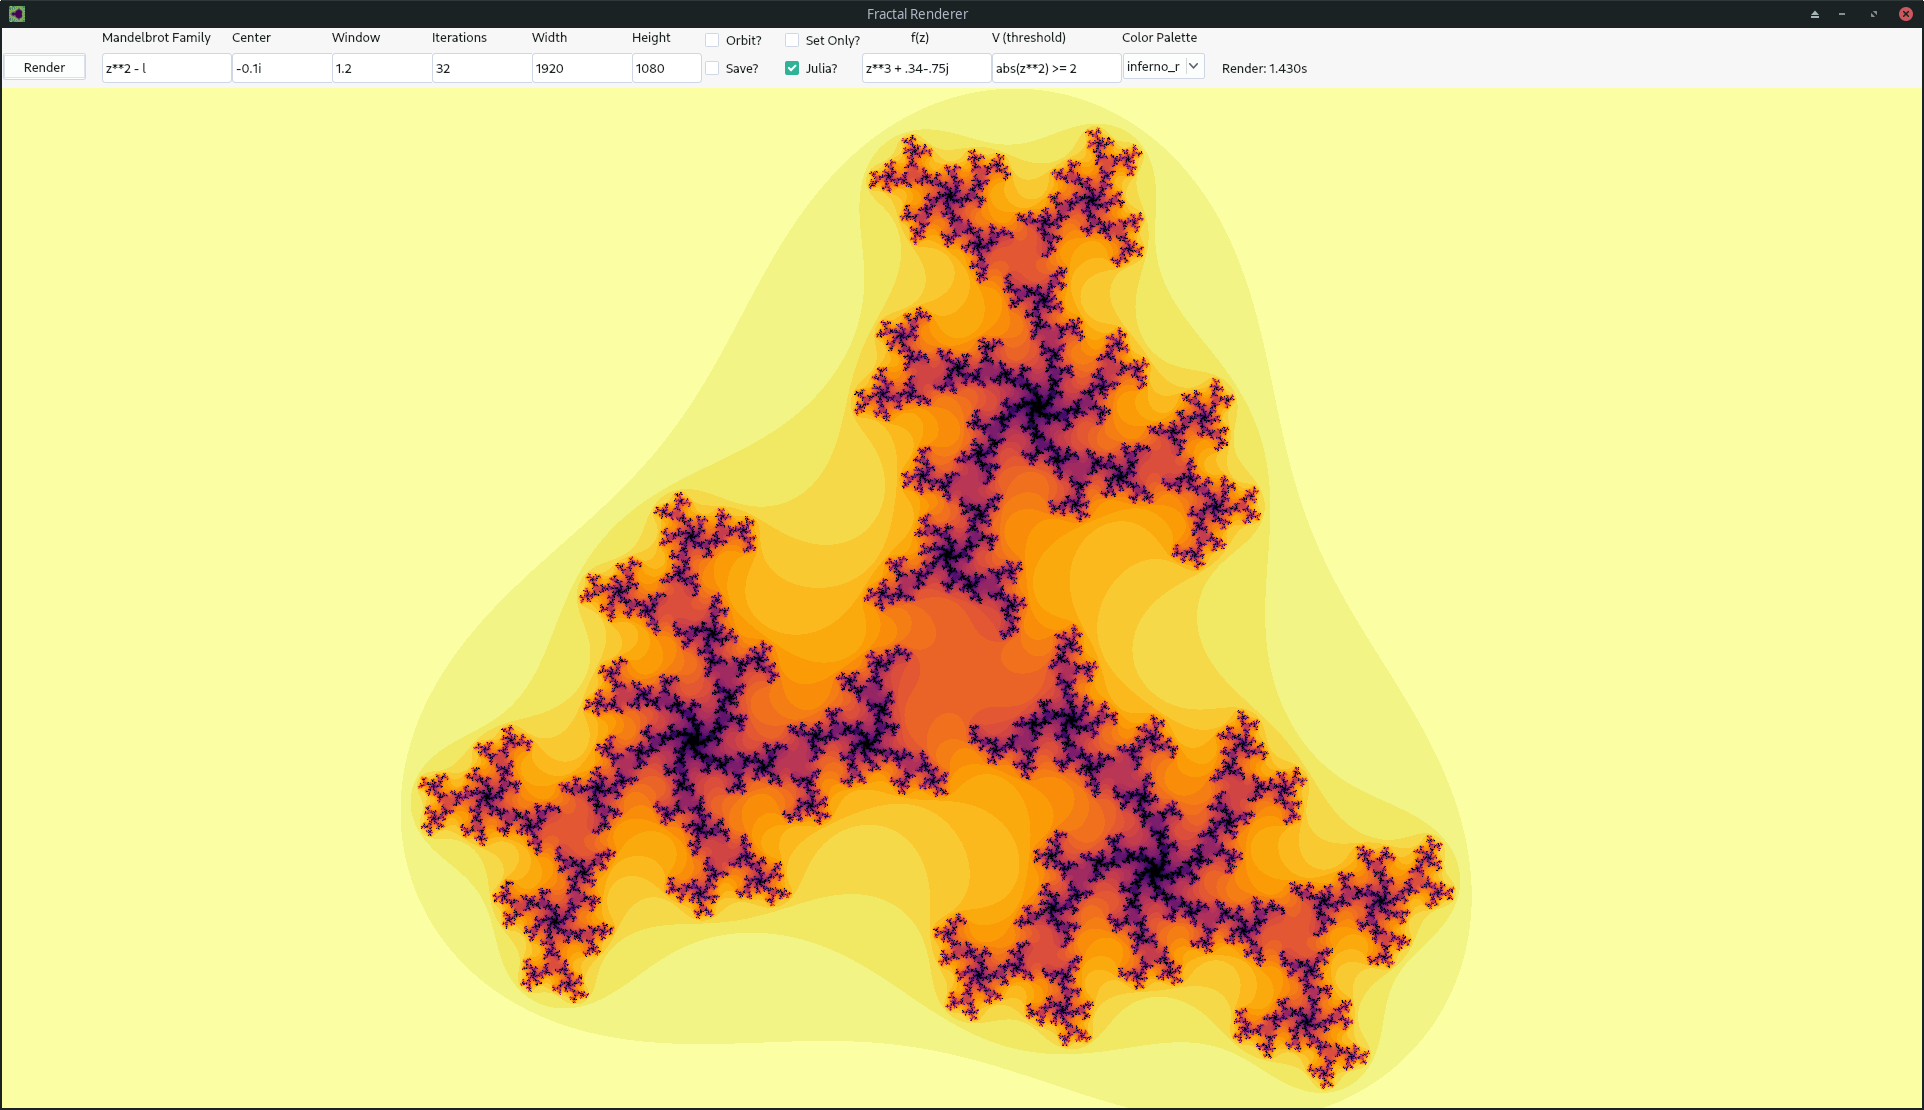 Fractal Renderer
Mandelbrot Family Center Window Iterations Width Height Orbit? Set Only? f(z) V (threshold) Color Palette
Render z**2 - l -0.1i 1.2 32 1920 1080 Save? Julia? z**3 + .34-.75j abs(z**2) >= 2 inferno_r Render: 1.430s